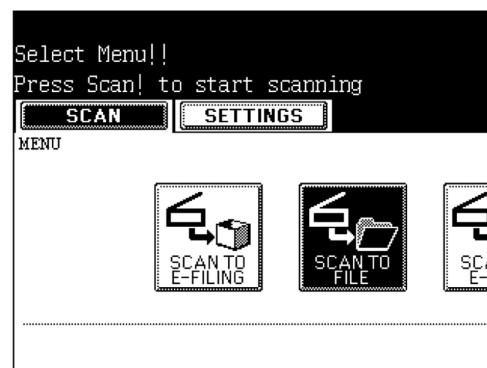 Select Menu!!
Press Scan! to start scanning
SCAN SETTINGS
MENU
SCAN TO
E-FILING
SCAN TO
FILE